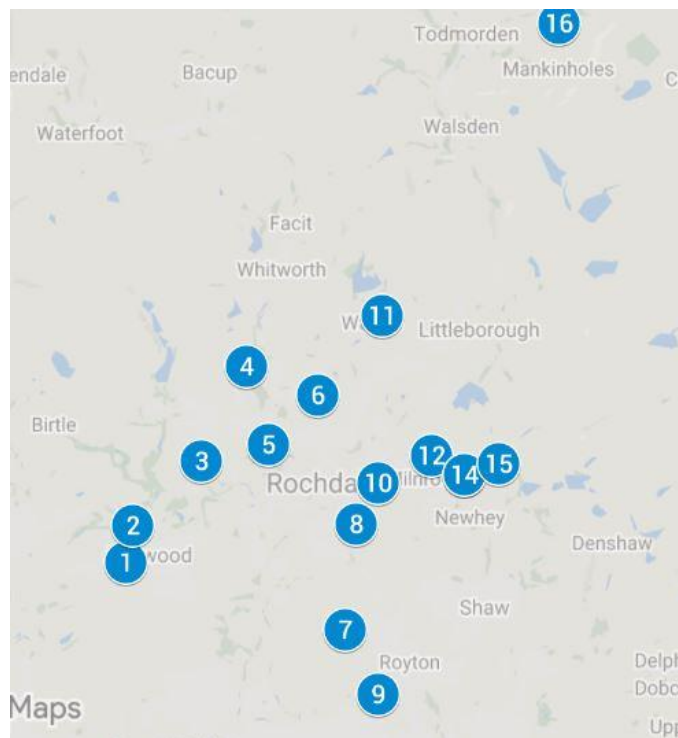 16
Todmorden
endale
Bacup
Mankinholes
C
Waterfoot
Walsden
Facit
Whitworth
11
Littleborough
4
6
Birtle
5
12
3
15
14
Rochda
10
2
8
Newhey
1
wood
Denshaw
Shaw
7
Royton
Delph
9
Maps